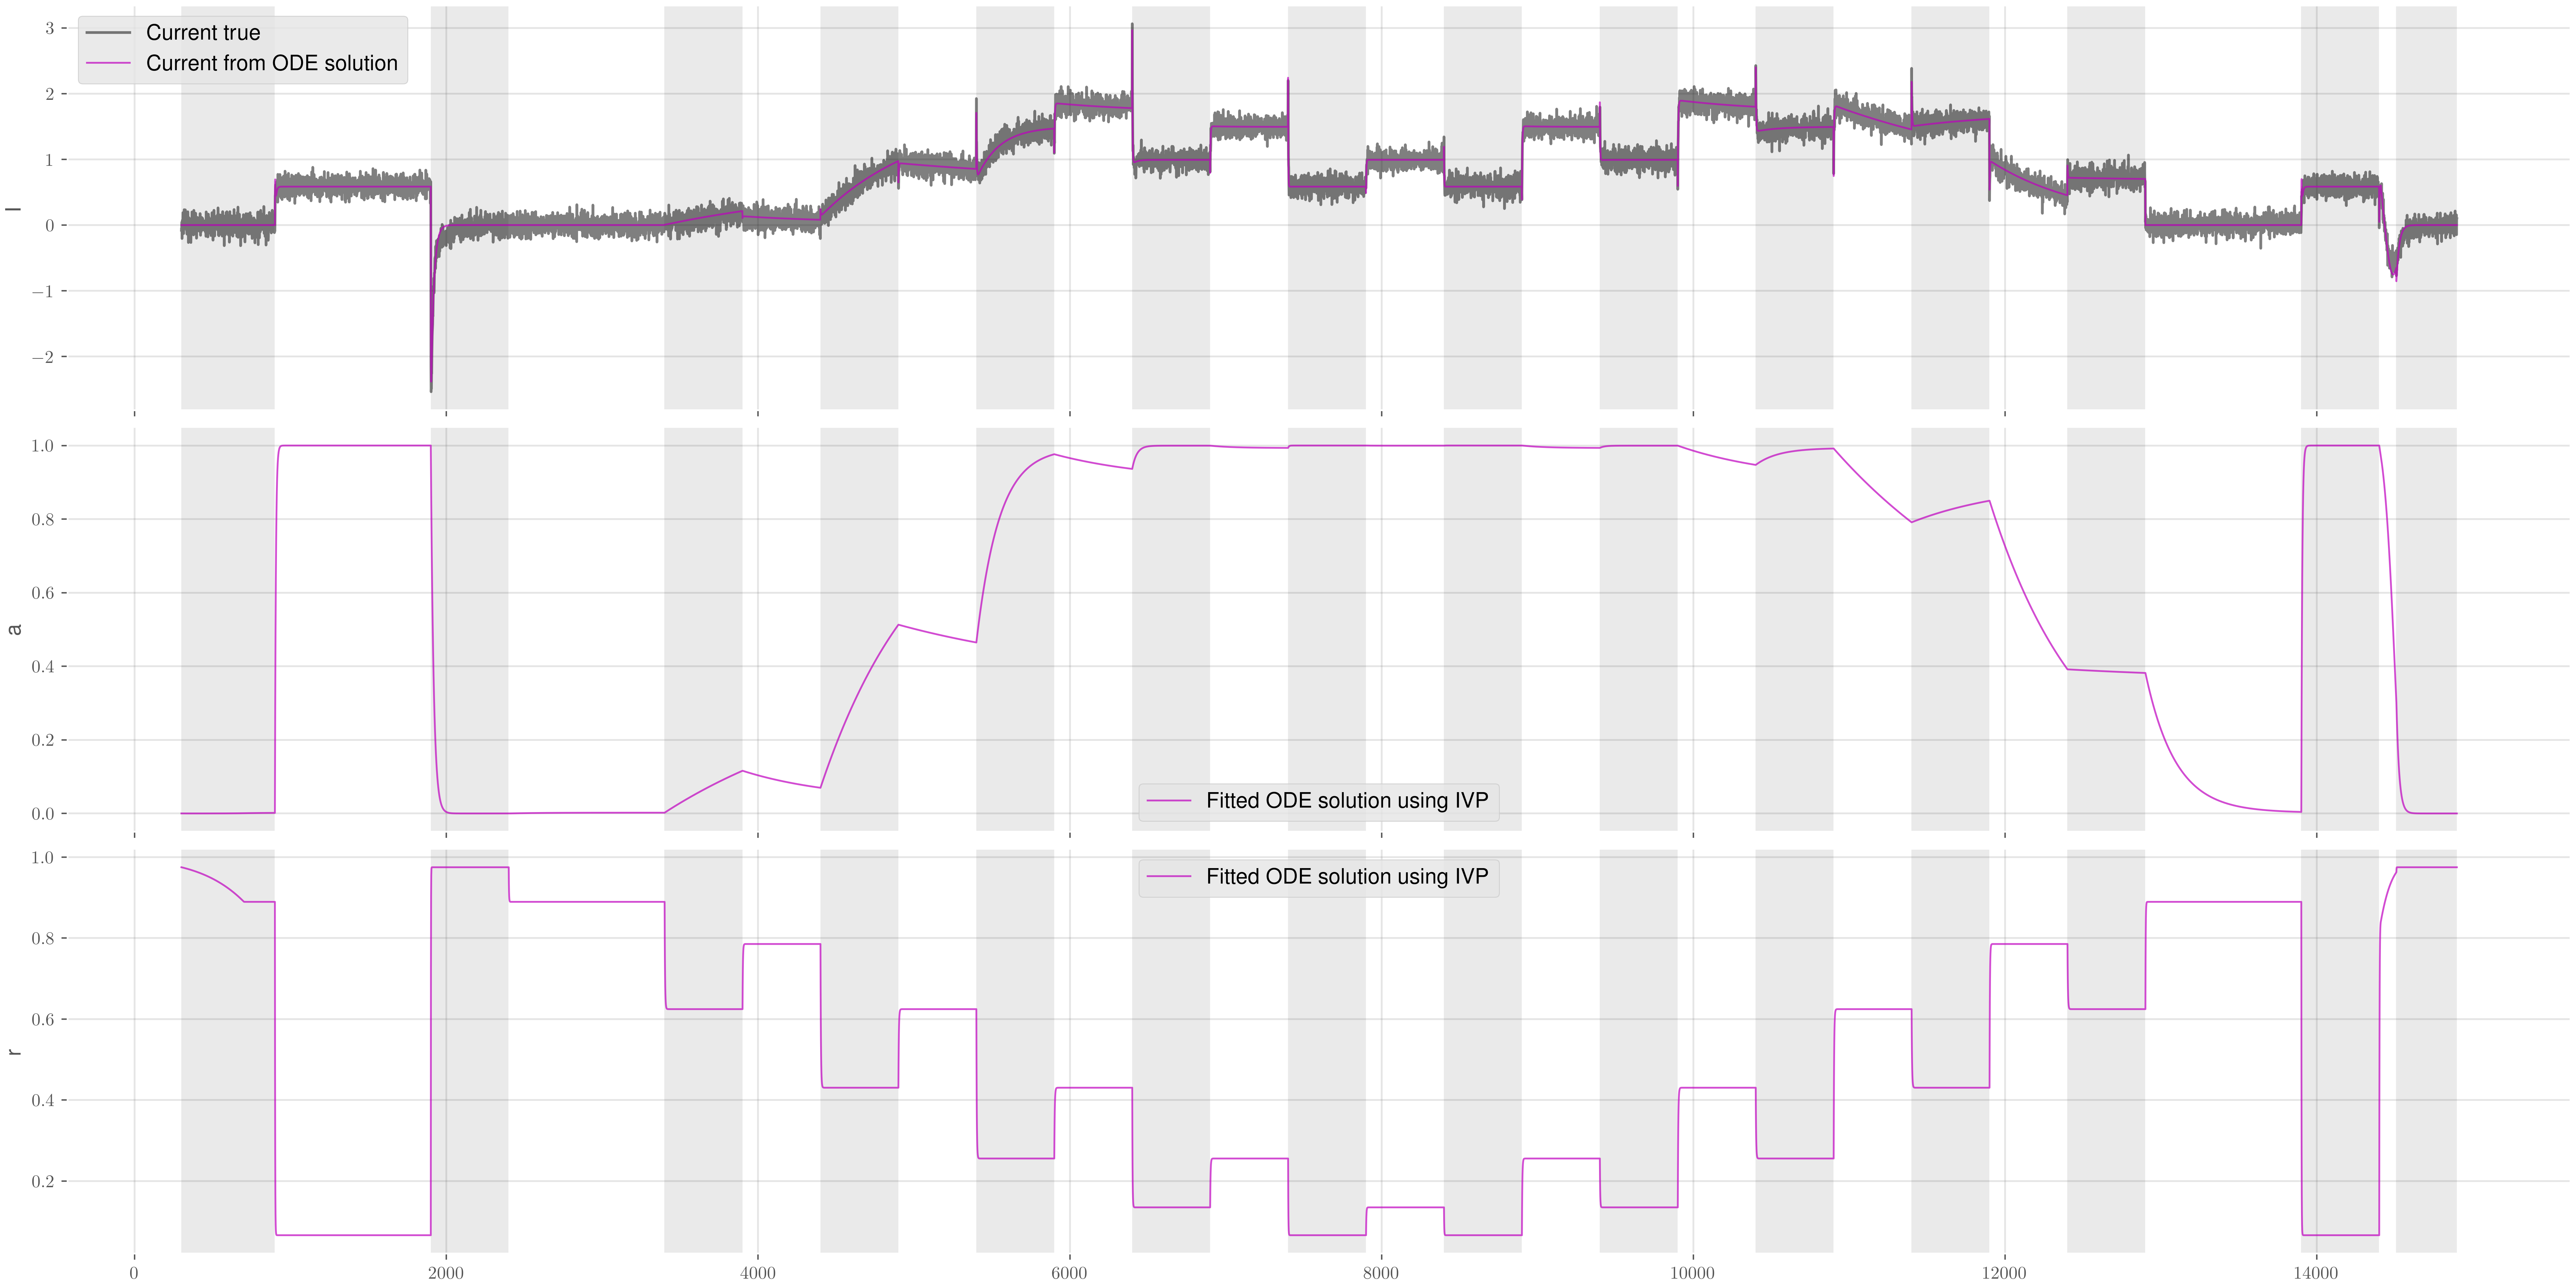 3
2
1
0
−1
−2
I
Current true
Current from ODE solution
1.0
0.8
0.6
0.4
0.2
0.0
a
Fitted ODE solution using IVP
1.0
0.8
0.6
0.4
0.2
r
Fitted ODE solution using IVP
0 2000 4000 6000 8000 10000 12000 14000